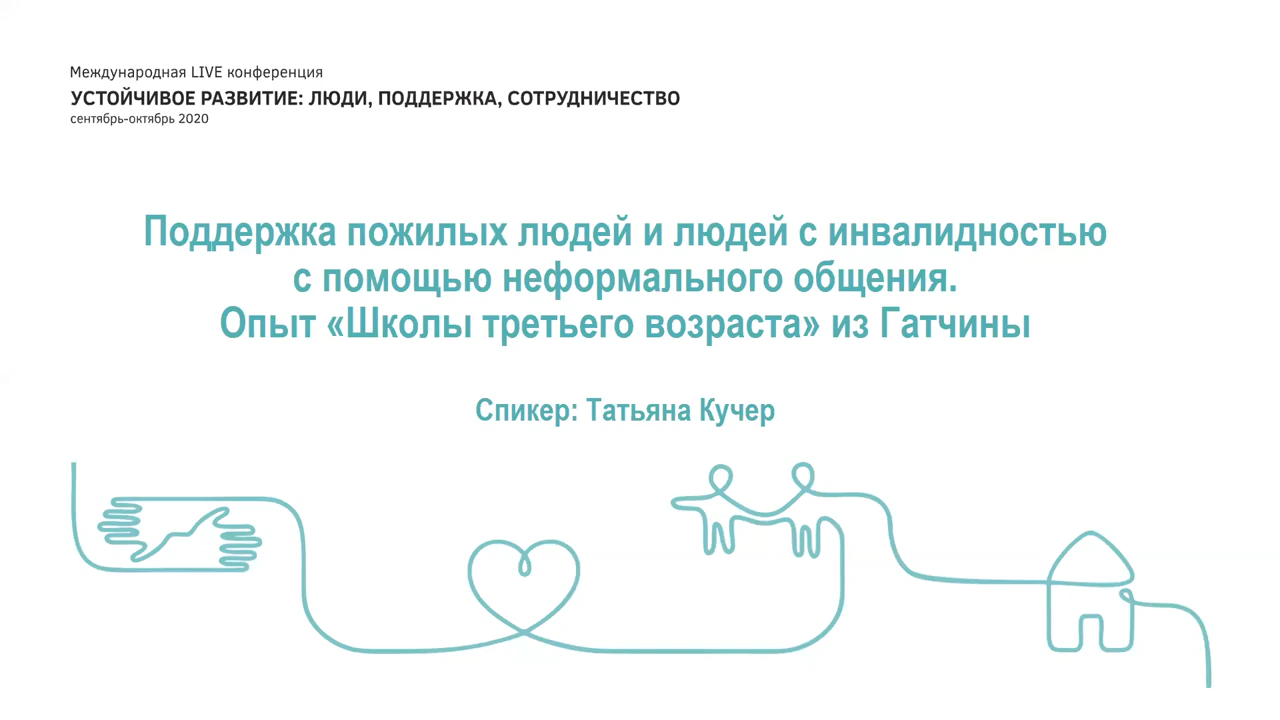 Международная LIVE конференция
УСТОЙЧИВОЕ РАЗВИТИЕ: ЛЮДИ, ПОДДЕРЖКА, СОТРУДНИЧЕСТВО
сентябрь-октябрь 2020
Поддержка пожилых людей и людей с инвалидностью
с помощью неформального общения.
Опыт «Школы третьего возраста» из Гатчины
Спикер: Татьяна Кучер